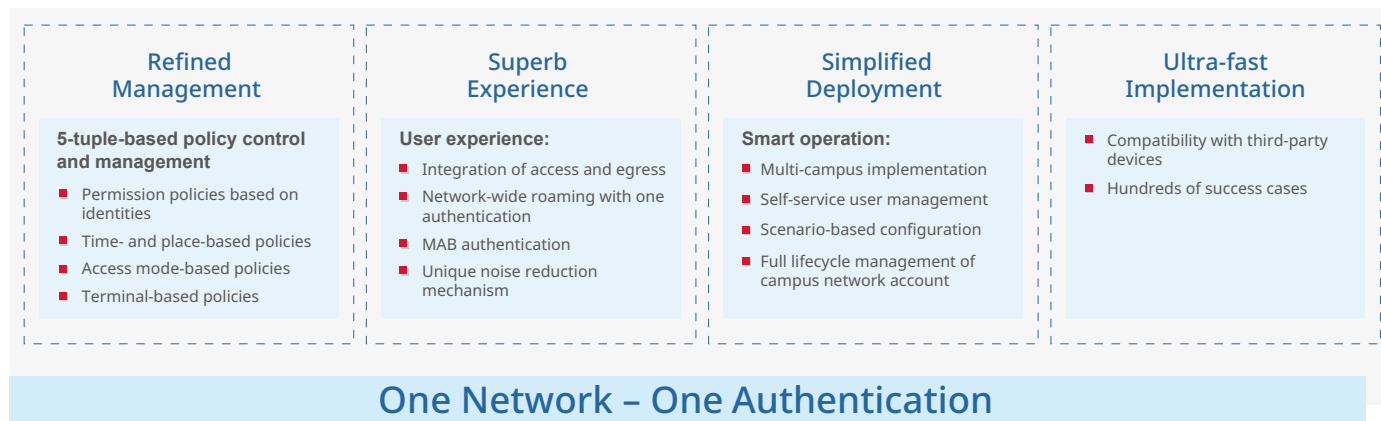 Refined
Management
5-tuple-based policy control
and management
Permission policies based on
identities
Time- and place-based policies
Access mode-based policies
Terminal-based policies
Superb
Experience
User experience:
Integration of access and egress
Network-wide roaming with one
authentication
MAB authentication
Unique noise reduction
mechanism
Simplified
Deployment
Smart operation:
Multi-campus implementation
Self-service user management
Scenario-based configuration
Full lifecycle management of
campus network account
Ultra-fast
Implementation
Compatibility with third-party
devices
Hundreds of success cases
One Network – One Authentication